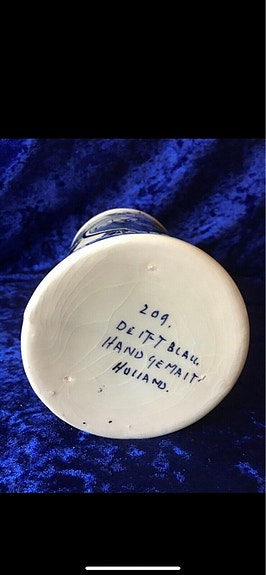 209.
DELFT BLAU.
HANDGEMALT
HOLLAND.